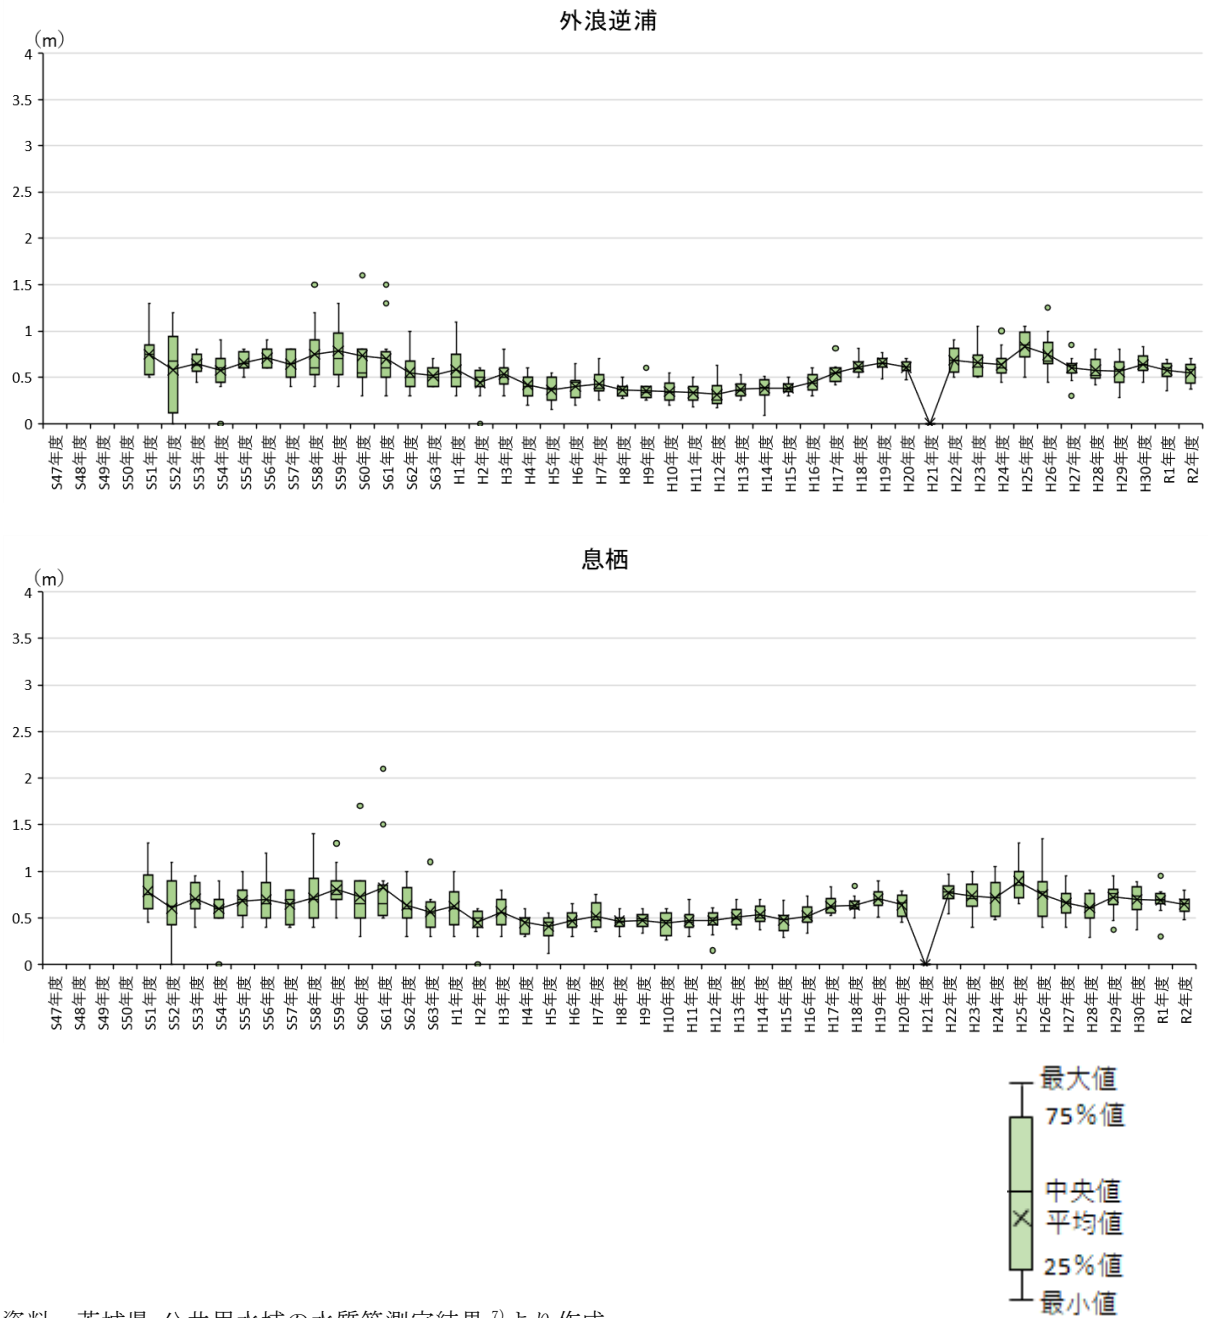 外浪逆浦
（m）
4
3.5
3
2.5
2
1.5
1
0.5
0
S47年度 S48年度 S49年度 S50年度 S51年度 S52年度 S53年度 S54年度 S55年度 S56年度 S57年度 S58年度 S59年度 S60年度 S61年度 S62年度 S63年度 H1年度 H2年度 H3年度 H4年度 H5年度 H6年度 H7年度 H8年度 H9年度 H10年度 H11年度 H12年度 H13年度 H14年度 H15年度 H16年度 H17年度 H18年度 H19年度 H20年度 H21年度 H22年度 H23年度 H24年度 H25年度 H26年度 H27年度 H28年度 H29年度 H30年度 R1年度 R2年度
息栖
（m）
4
3.5
3
2.5
2
1.5
1
0.5
0
S47年度 S48年度 S49年度 S50年度 S51年度 S52年度 S53年度 S54年度 S55年度 S56年度 S57年度 S58年度 S59年度 S60年度 S61年度 S62年度 S63年度 H1年度 H2年度 H3年度 H4年度 H5年度 H6年度 H7年度 H8年度 H9年度 H10年度 H11年度 H12年度 H13年度 H14年度 H15年度 H16年度 H17年度 H18年度 H19年度 H20年度 H21年度 H22年度 H23年度 H24年度 H25年度 H26年度 H27年度 H28年度 H29年度 H30年度 R1年度 R2年度
最大値
75%値
中央値
平均値
25%値
最小値
資料 茨城県 公共用水域の水質等測定結果 7) より作成